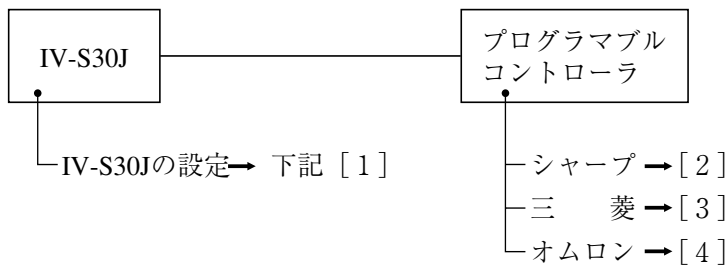 IV-S30J
プログラマブル
コントローラ
IV-S30Jの設定→ 下記［1］
シャープ→［2］
三　　菱→［3］
オムロン→［4］